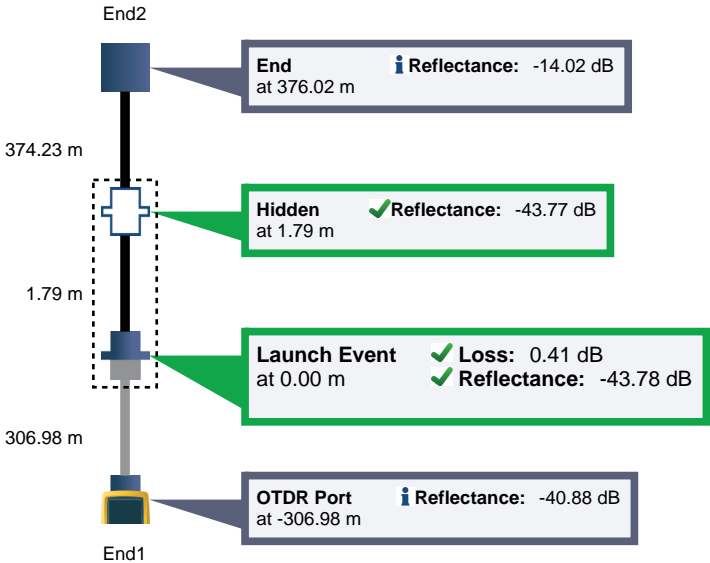 End2
End Reflectance: -14.02 dB
at 376.02 m
374.23 m
Hidden Reflectance: -43.77 dB
at 1.79 m
1.79 m
Launch Event Loss: 0.41 dB
at 0.00 m Reflectance: -43.78 dB
306.98 m
OTDR Port Reflectance: -40.88 dB
at -306.98 m
End1